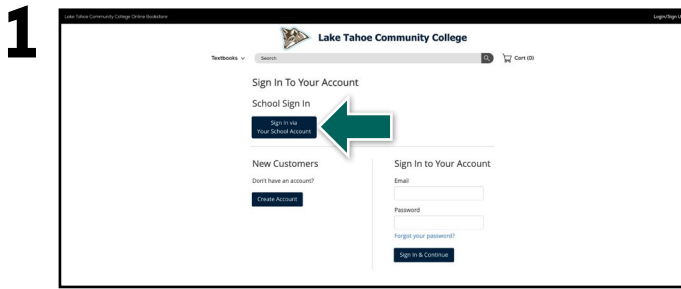 1
Lake Tahoe Community College Online Bookstore
Login/Sign U
Lake Tahoe Community College
Textbooks
Search
Cart (0)
Sign In To Your Account
School Sign In
Sign in via
Your School Account
New Customers
Don't have an account?
Create Account
Sign In to Your Account
Email
Password
Forgot your password?
Sign In & Continue